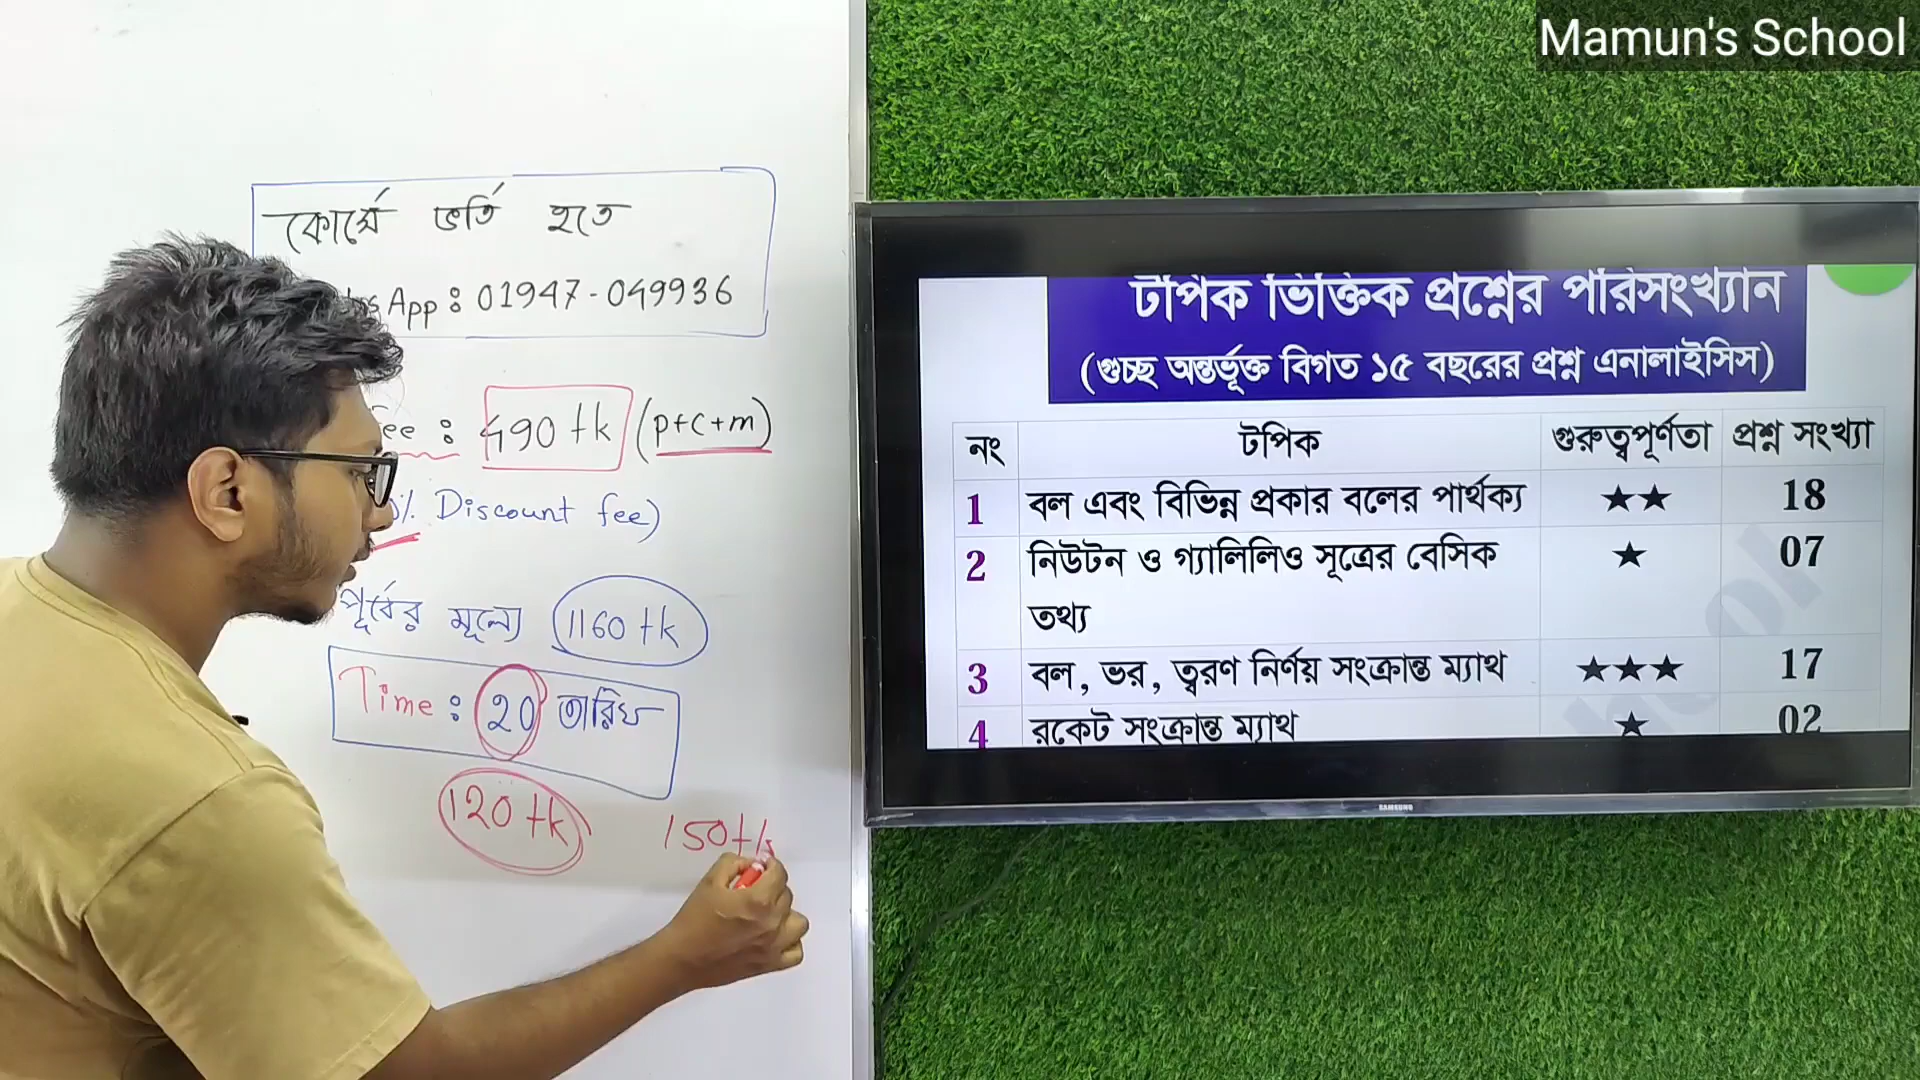 Mamun's School
কোর্সে ভর্তি হতে
App : 01947-049936
ee : 490 tk (p+c+m)
% Discount fee)
পূর্বের মূল্যে 1160 tk
Time : 20 তারিখ
120 tk 150 tk
টপিক ভিত্তিক প্রশ্নের পরিসংখ্যান
(গুচ্ছ অন্তর্ভূক্ত বিগত ১৫ বছরের প্রশ্ন এনালাইসিস)
নং টপিক গুরুত্বপূর্ণতা প্রশ্ন সংখ্যা
1 বল এবং বিভিন্ন প্রকার বলের পার্থক্য ★★ 18
2 নিউটন ও গ্যালিলিও সূত্রের বেসিক ★ 07
তথ্য
3 বল, ভর, ত্বরণ নির্ণয় সংক্রান্ত ম্যাথ ★★★ 17
4 রকেট সংক্রান্ত ম্যাথ ★ 02
SAMSUNG